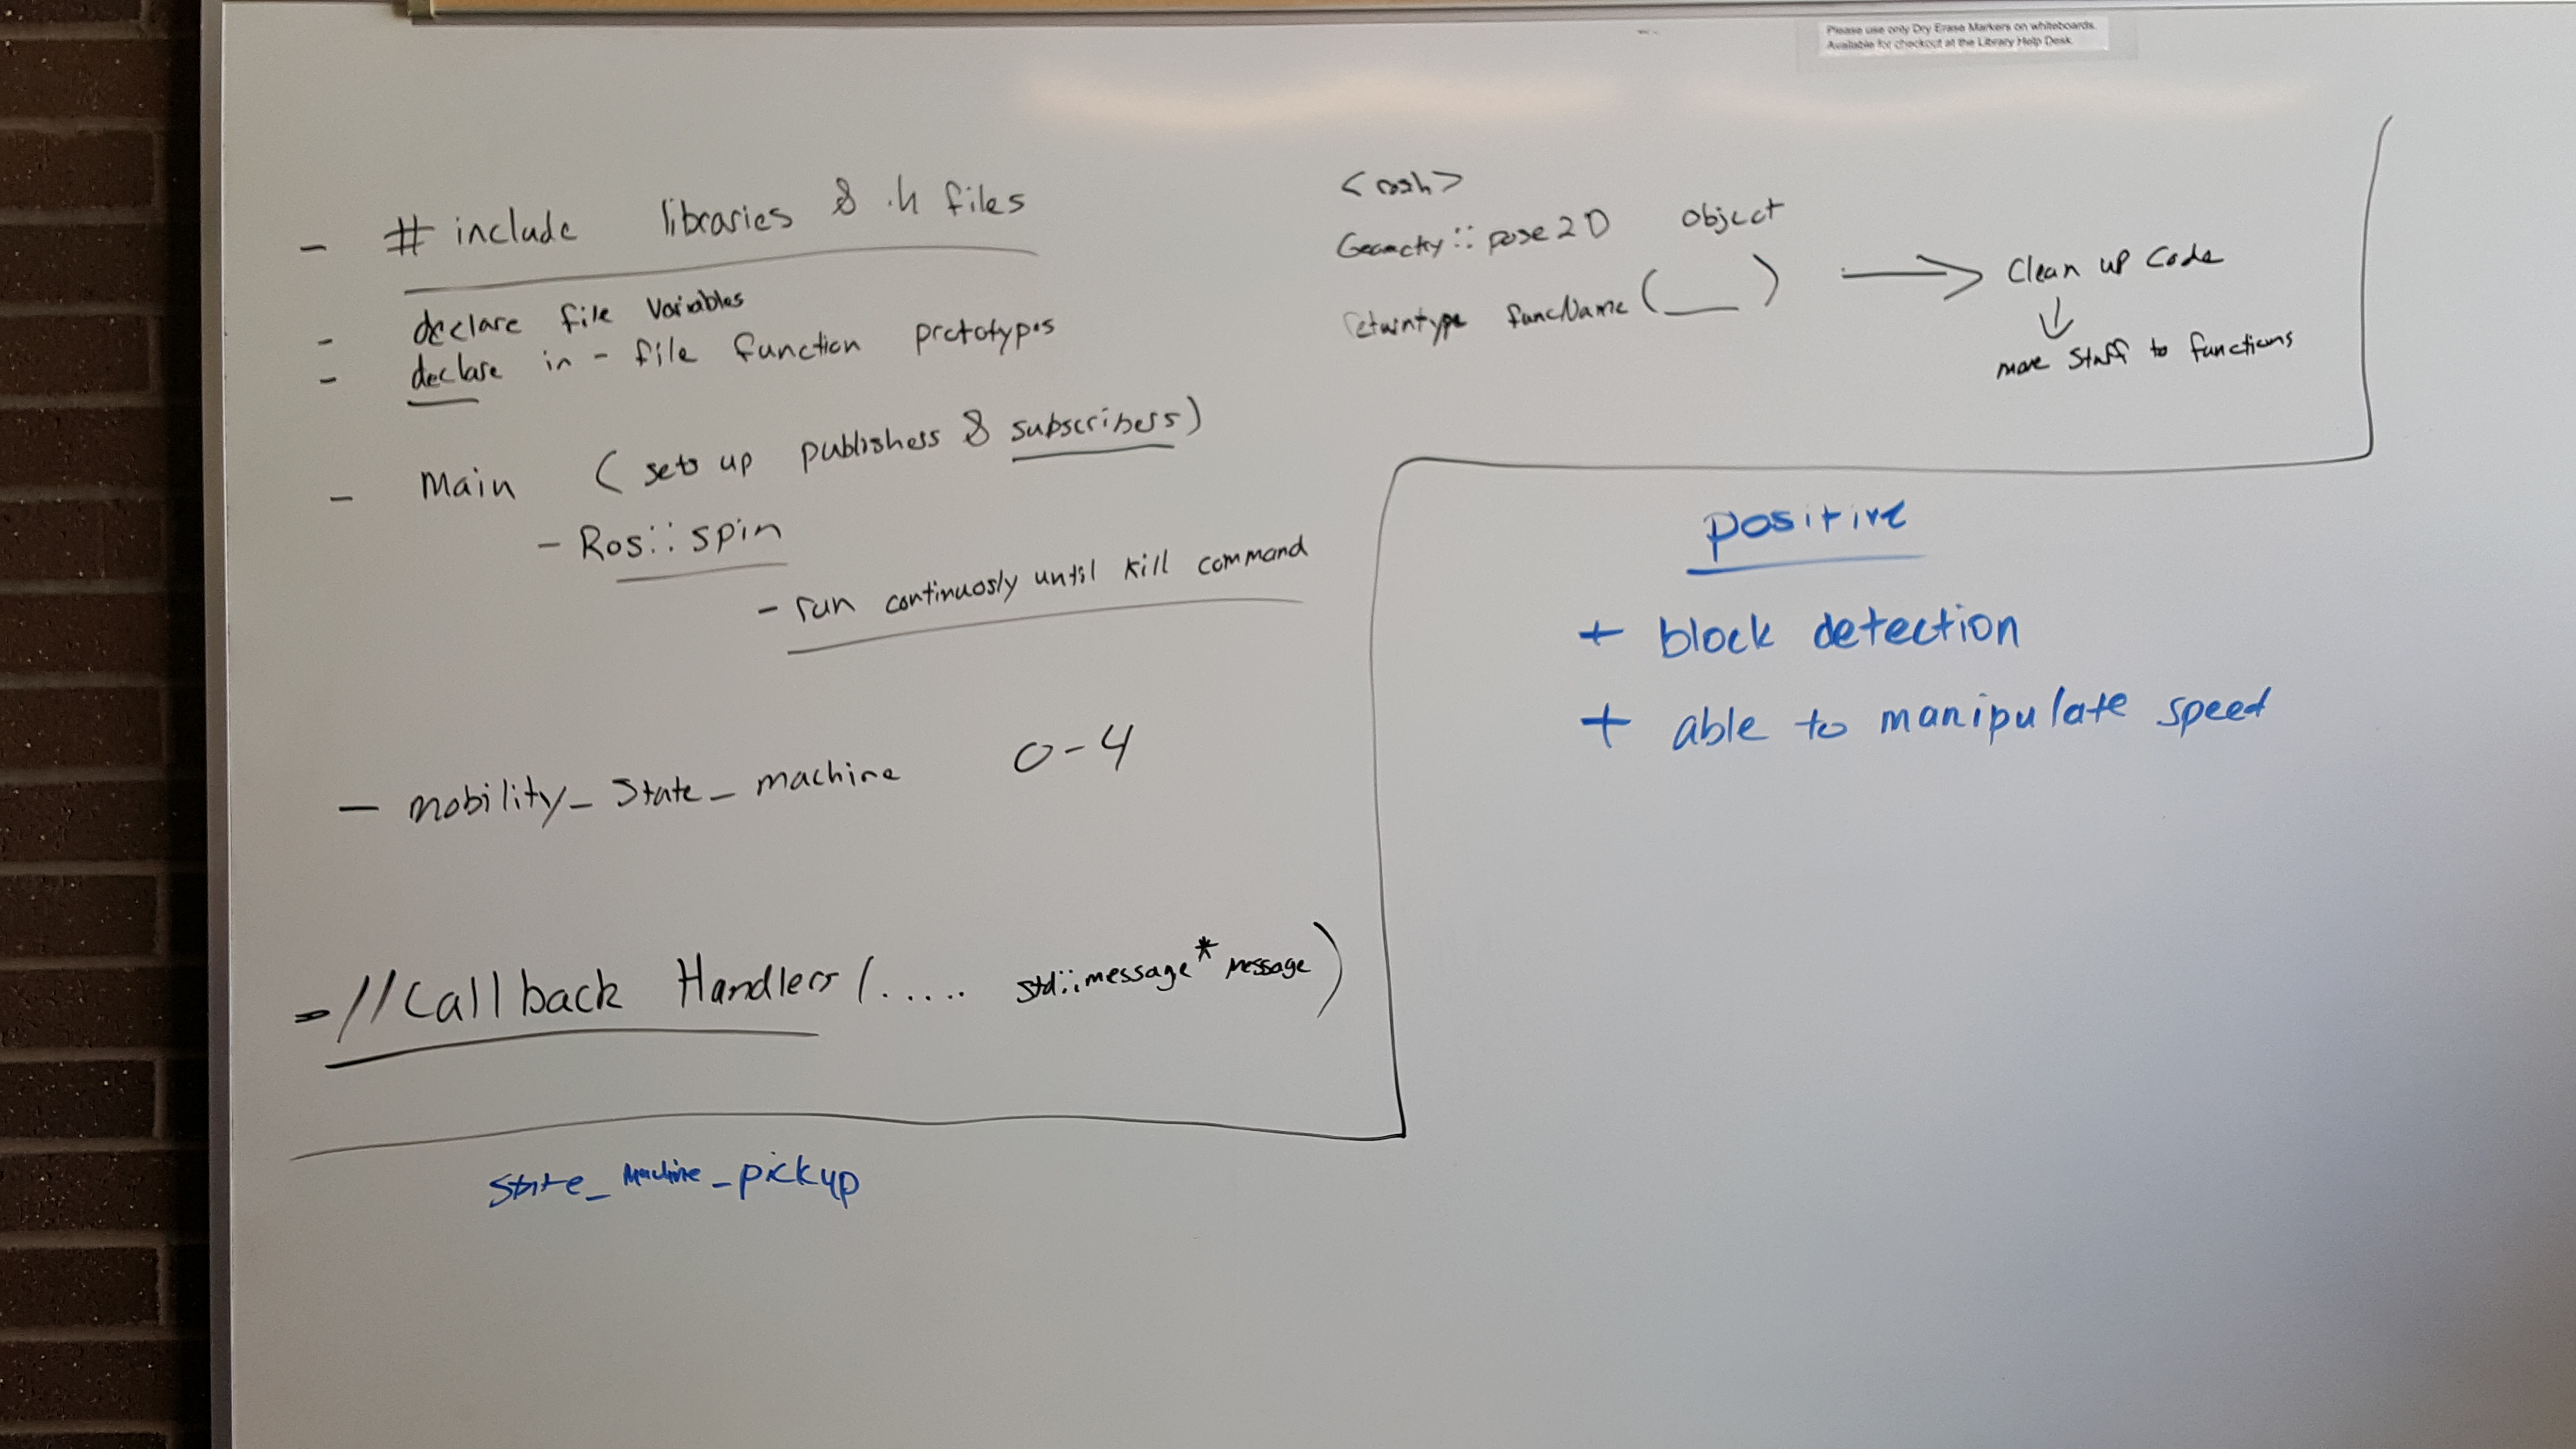 Please use only Dry Erase Markers on whiteboards.
Available for checkout at the Library Help Desk.
- # include libraries & .h files
- declare file variables
- declare in-file function prototypes
- Main (sets up publishers & subscribers)
- Ros::spin
- run continuosly until kill command
- mobility_State_machine 0-4
- //Callback Handlers (..... std::message* message)
State_Machine_pickup
Geometry::pose2D Object
returntype funcName(__)
→ Clean up Code
↓
more Stuff to functions
positive
+ block detection
+ able to manipulate speed